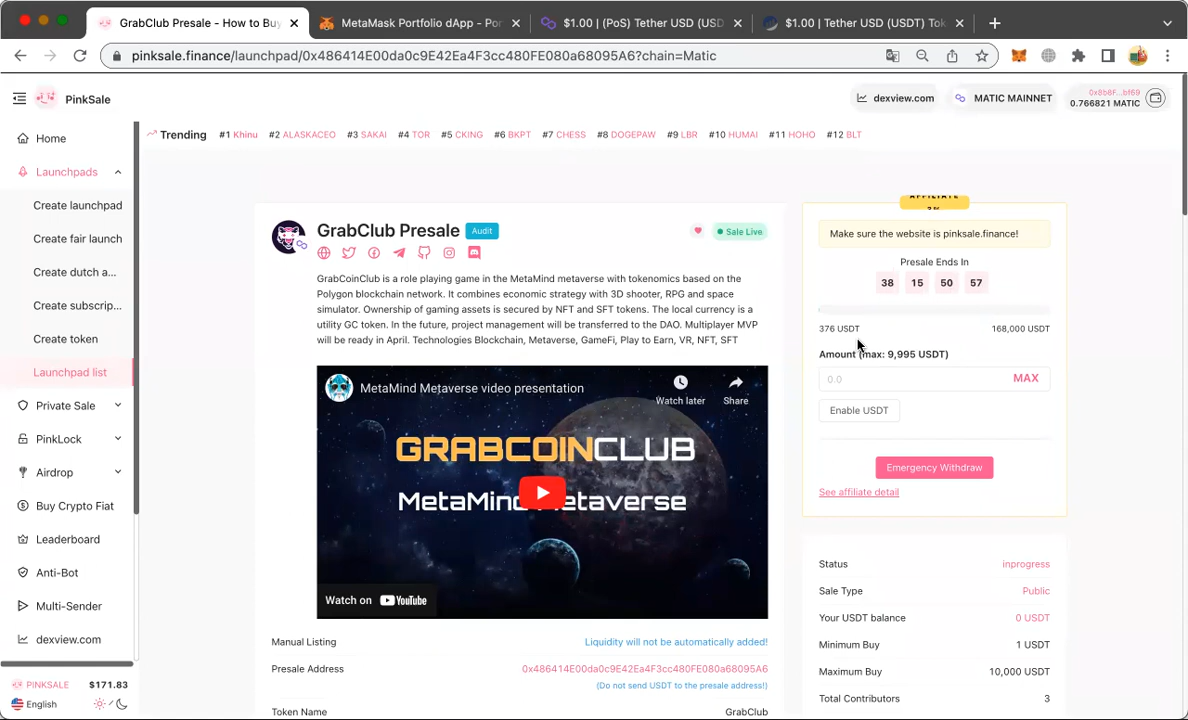 GrabClub Presale - How to Buy
MetaMask Portfolio dApp - Por
$1.00 | (PoS) Tether USD (USD
$1.00 | Tether USD (USDT) Tok
pinksale.finance/launchpad/0x486414E00da0c9E42Ea4F3cc480FE080a68095A6?chain=Matic
PinkSale
dexview.com
MATIC MAINNET
0x8b6F...bf69
0.766821 MATIC
Home
Launchpads
Create launchpad
Create fair launch
Create dutch a...
Create subscrip...
Create token
Launchpad list
Private Sale
PinkLock
Airdrop
Buy Crypto Fiat
Leaderboard
Anti-Bot
Multi-Sender
dexview.com
PINKSALE $171.83
English
Trending #1 Khinu #2 ALASKACEO #3 SAKAI #4 TOR #5 CKING #6 BKPT #7 CHESS #8 DOGEPAW #9 LBR #10 HUMAI #11 HOHO #12 BLT
GrabClub Presale Audit
Sale Live
GrabCoinClub is a role playing game in the MetaMind metaverse with tokenomics based on the
Polygon blockchain network. It combines economic strategy with 3D shooter, RPG and space
simulator. Ownership of gaming assets is secured by NFT and SFT tokens. The local currency is a
utility GC token. In the future, project management will be transferred to the DAO. Multiplayer MVP
will be ready in April. Technologies Blockchain, Metaverse, GameFi, Play to Earn, VR, NFT, SFT
MetaMind Metaverse video presentation
Watch later
Share
GRABCOINCLUB
MetaMind Metaverse
Watch on YouTube
Manual Listing Liquidity will not be automatically added!
Presale Address 0x486414E00da0c9E42Ea4F3cc480FE080a68095A6
(Do not send USDT to the presale address!)
Token Name GrabClub
AFFILIATE
3%
Make sure the website is pinksale.finance!
Presale Ends In
38 15 50 57
376 USDT 168,000 USDT
Amount (max: 9,995 USDT)
0.0 MAX
Enable USDT
Emergency Withdraw
See affiliate detail
Status inprogress
Sale Type Public
Your USDT balance 0 USDT
Minimum Buy 1 USDT
Maximum Buy 10,000 USDT
Total Contributors 3